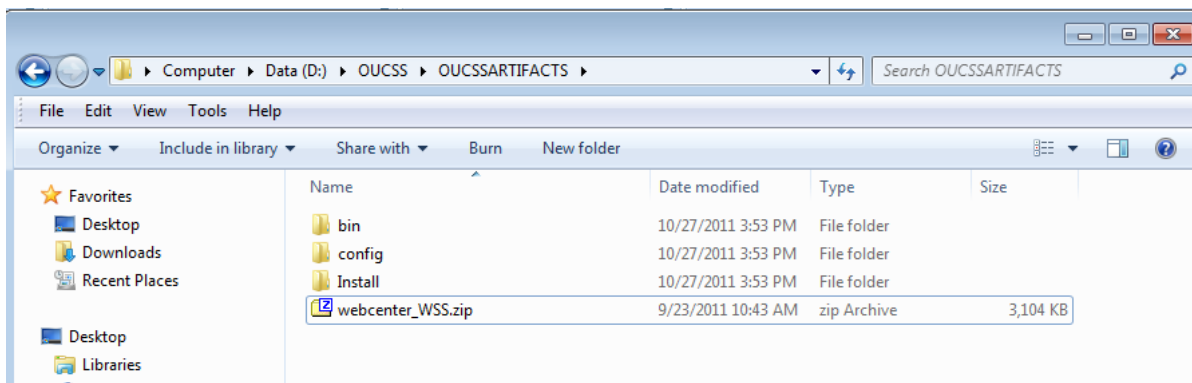 Computer Data (D:) OUCSS OUCSSARTIFACTS Search OUCSSARTIFACTS
File Edit View Tools Help
Organize Include in library Share with Burn New folder
Name Date modified Type Size
Favorites
Desktop
Downloads
Recent Places
Desktop
Libraries
bin 10/27/2011 3:53 PM File folder
config 10/27/2011 3:53 PM File folder
Install 10/27/2011 3:53 PM File folder
webcenter_WSS.zip 9/23/2011 10:43 AM zip Archive 3,104 KB